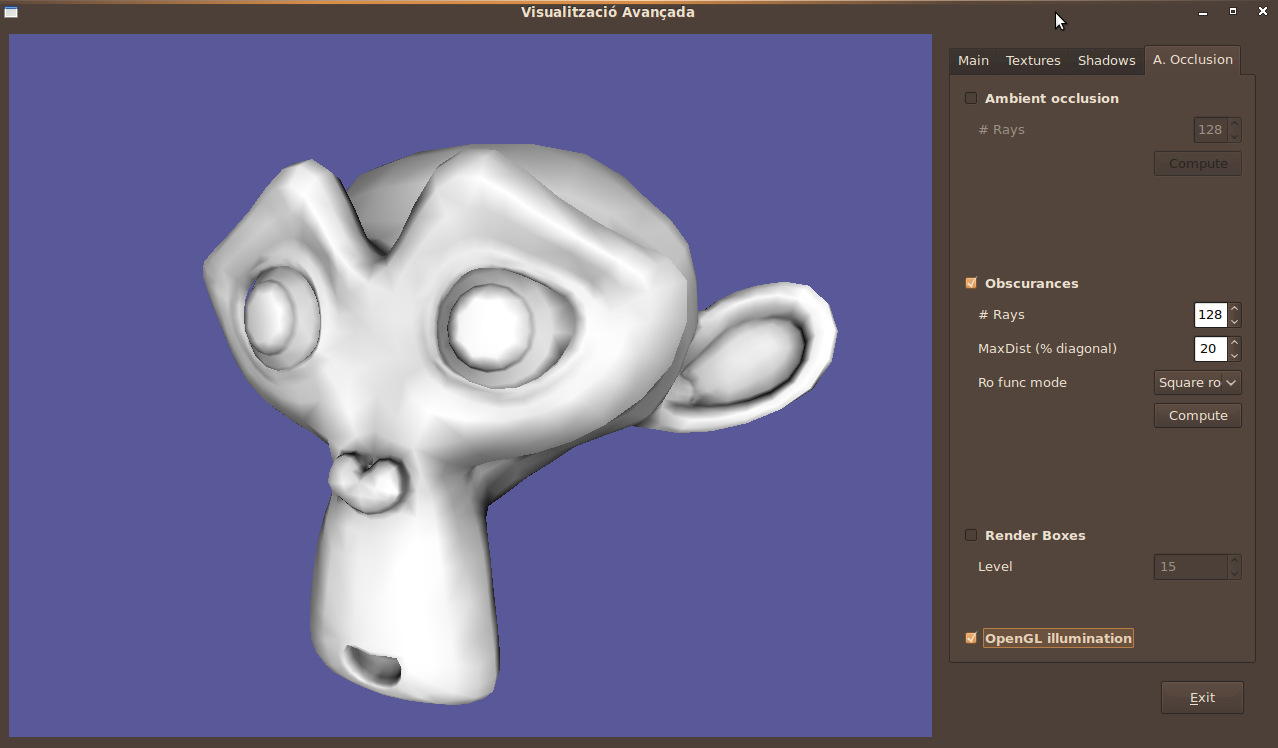 Visualització Avançada
Main Textures Shadows A. Occlusion
Ambient occlusion
# Rays 128
Compute
Obscurances
# Rays 128
MaxDist (% diagonal) 20
Ro func mode Square ro
Compute
Render Boxes
Level 15
OpenGL illumination
Exit